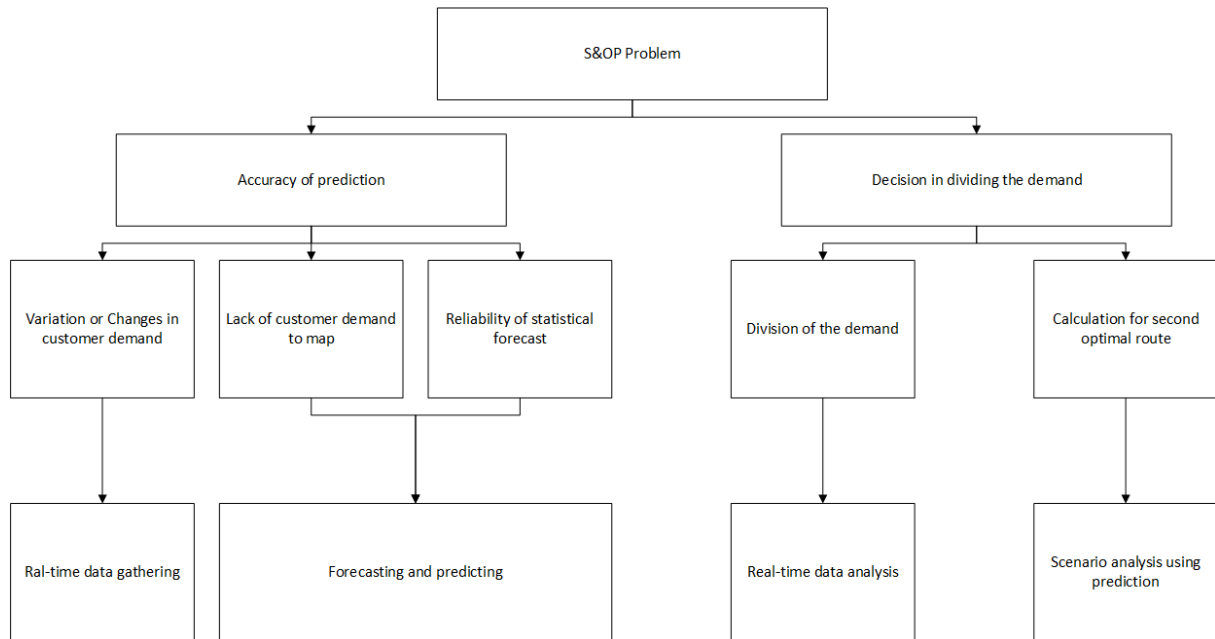 S&OP Problem
Accuracy of prediction
Decision in dividing the demand
Variation or Changes in
customer demand
Lack of customer demand
to map
Reliability of statistical
forecast
Division of the demand
Calculation for second
optimal route
Ral-time data gathering
Forecasting and predicting
Real-time data analysis
Scenario analysis using
prediction